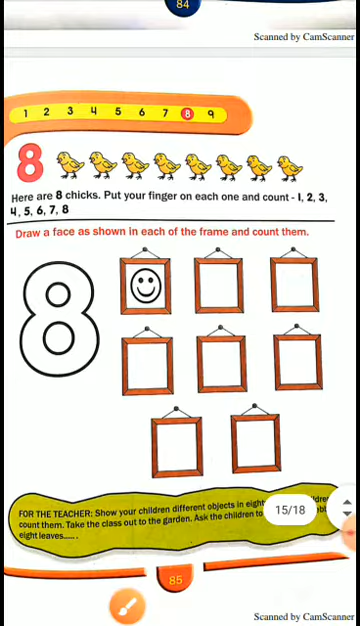 84
Scanned by CamScanner
1 2 3 4 5 6 7 8 9
8
Here are 8 chicks. Put your finger on each one and count - 1, 2, 3,
4, 5, 6, 7, 8
Draw a face as shown in each of the frame and count them.
8
FOR THE TEACHER: Show your children different objects in eight
count them. Take the class out to the garden. Ask the children to
eight leaves.....
15/18
85
Scanned by CamScanner